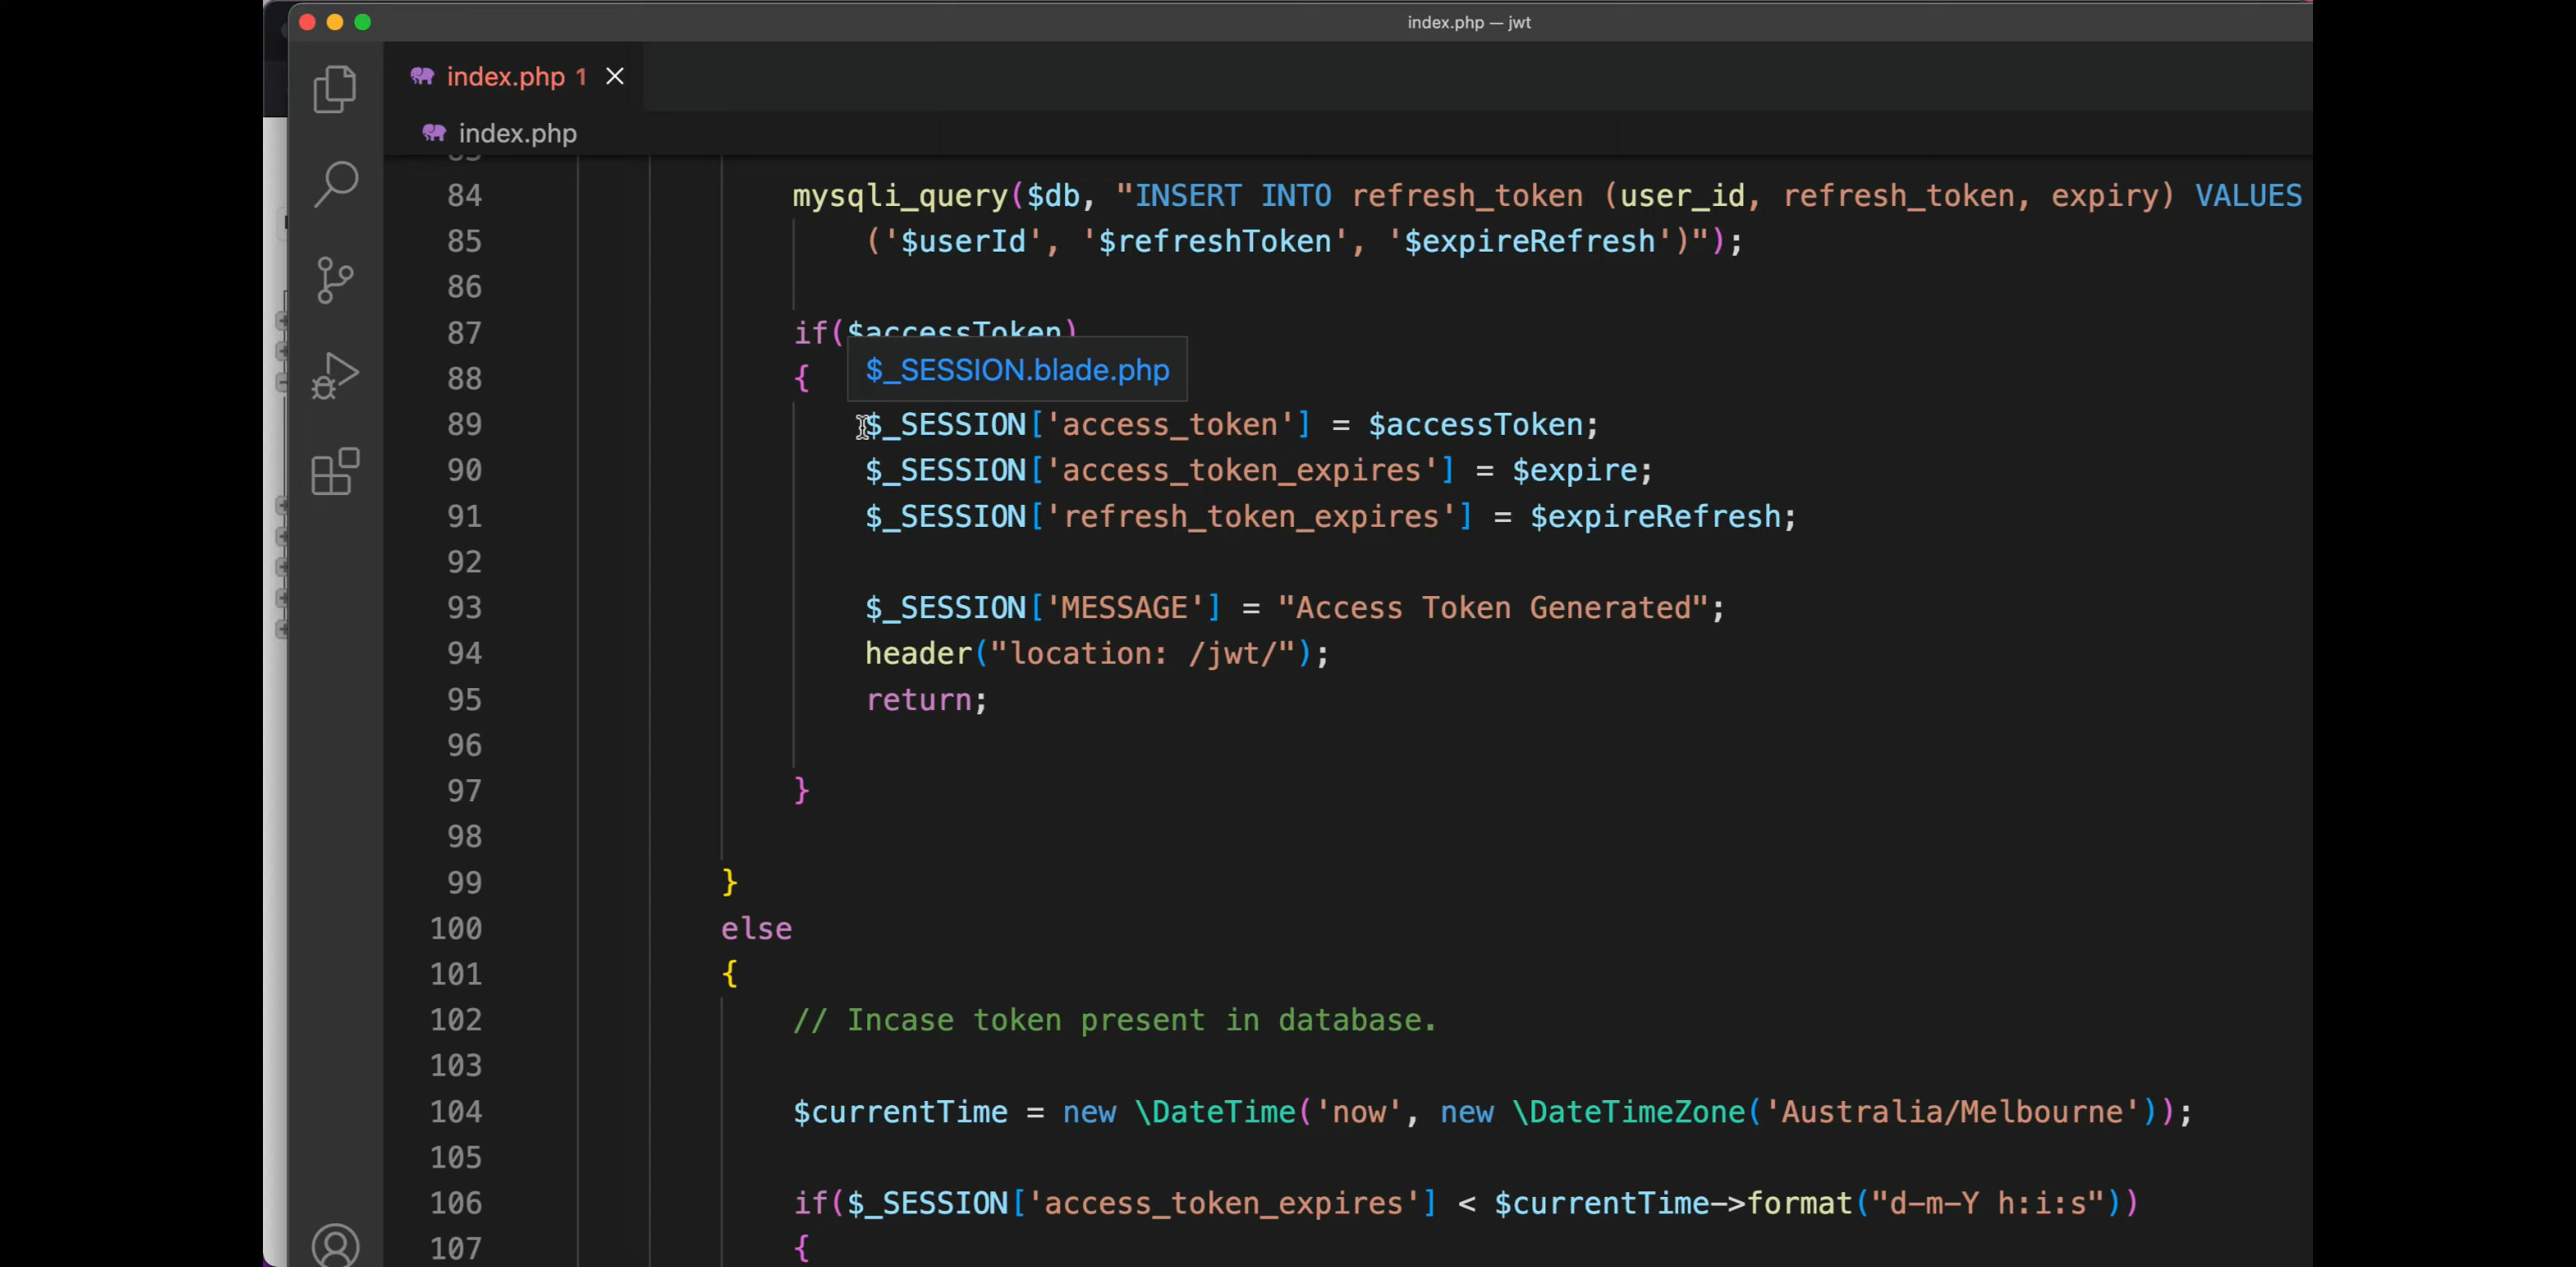 index.php — jwt
index.php 1
index.php
84 mysqli_query($db, "INSERT INTO refresh_token (user_id, refresh_token, expiry) VALUES
85 ('$userId', '$refreshToken', '$expireRefresh')");
86
87 if($accessToken)
$_SESSION.blade.php
88 {
89 $_SESSION['access_token'] = $accessToken;
90 $_SESSION['access_token_expires'] = $expire;
91 $_SESSION['refresh_token_expires'] = $expireRefresh;
92
93 $_SESSION['MESSAGE'] = "Access Token Generated";
94 header("location: /jwt/");
95 return;
96
97 }
98
99 }
100 else
101 {
102 // Incase token present in database.
103
104 $currentTime = new \DateTime('now', new \DateTimeZone('Australia/Melbourne'));
105
106 if($_SESSION['access_token_expires'] < $currentTime->format("d-m-Y h:i:s"))
107 {